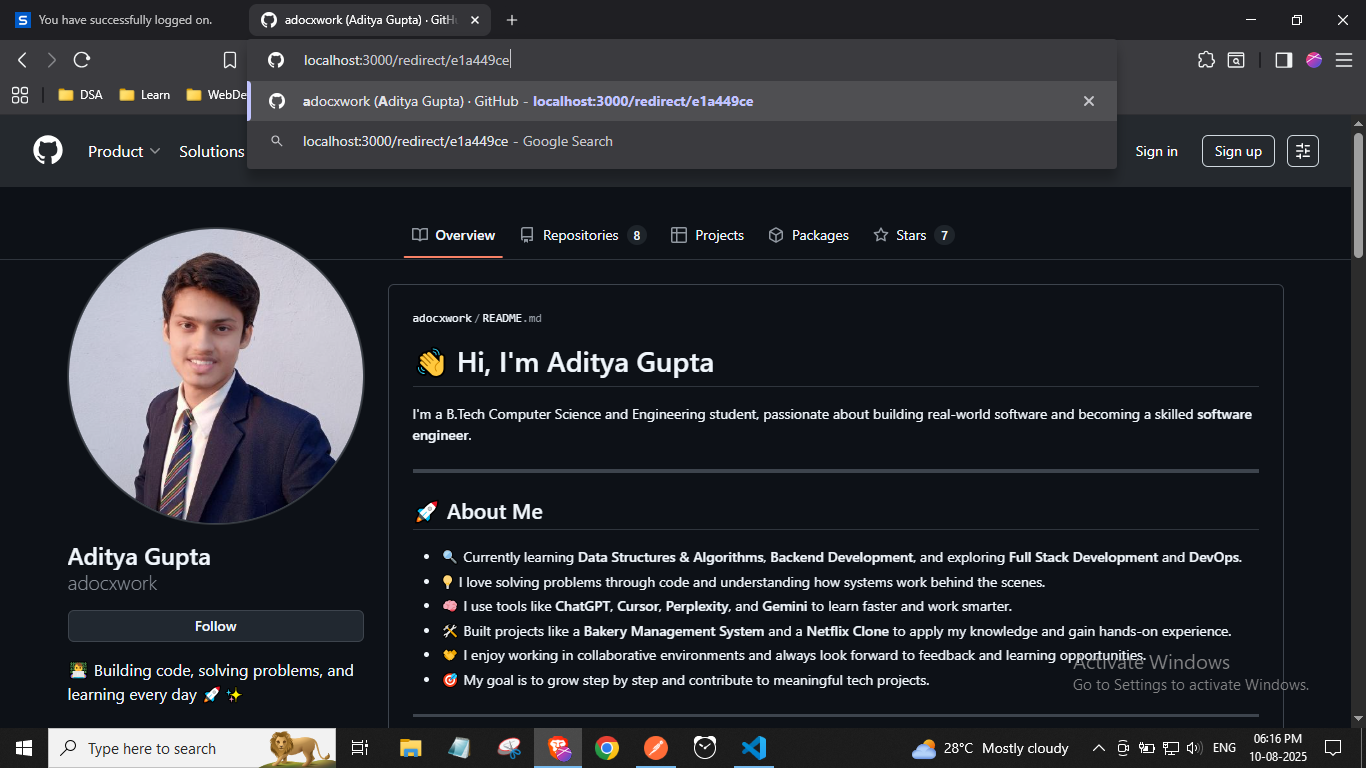 You have successfully logged on.
adocxwork (Aditya Gupta) · GitH
localhost:3000/redirect/e1a449ce
adocxwork (Aditya Gupta) · GitHub - localhost:3000/redirect/e1a449ce
localhost:3000/redirect/e1a449ce - Google Search
DSA
Learn
WebDe
Product
Solutions
Sign in
Sign up
Overview
Repositories 8
Projects
Packages
Stars 7
adocxwork / README.md
👋 Hi, I'm Aditya Gupta
I'm a B.Tech Computer Science and Engineering student, passionate about building real-world software and becoming a skilled software
engineer.
🚀 About Me
• 🔍 Currently learning Data Structures & Algorithms, Backend Development, and exploring Full Stack Development and DevOps.
• 💡 I love solving problems through code and understanding how systems work behind the scenes.
• 🧠 I use tools like ChatGPT, Cursor, Perplexity, and Gemini to learn faster and work smarter.
• 🛠️ Built projects like a Bakery Management System and a Netflix Clone to apply my knowledge and gain hands-on experience.
• 🤝 I enjoy working in collaborative environments and always look forward to feedback and learning opportunities.
• 🎯 My goal is to grow step by step and contribute to meaningful tech projects.
Aditya Gupta
adocxwork
Follow
👨‍💻 Building code, solving problems, and
learning every day 🚀 ✨
Activate Windows
Go to Settings to activate Windows.
Type here to search
28°C Mostly cloudy
ENG
06:16 PM
10-08-2025